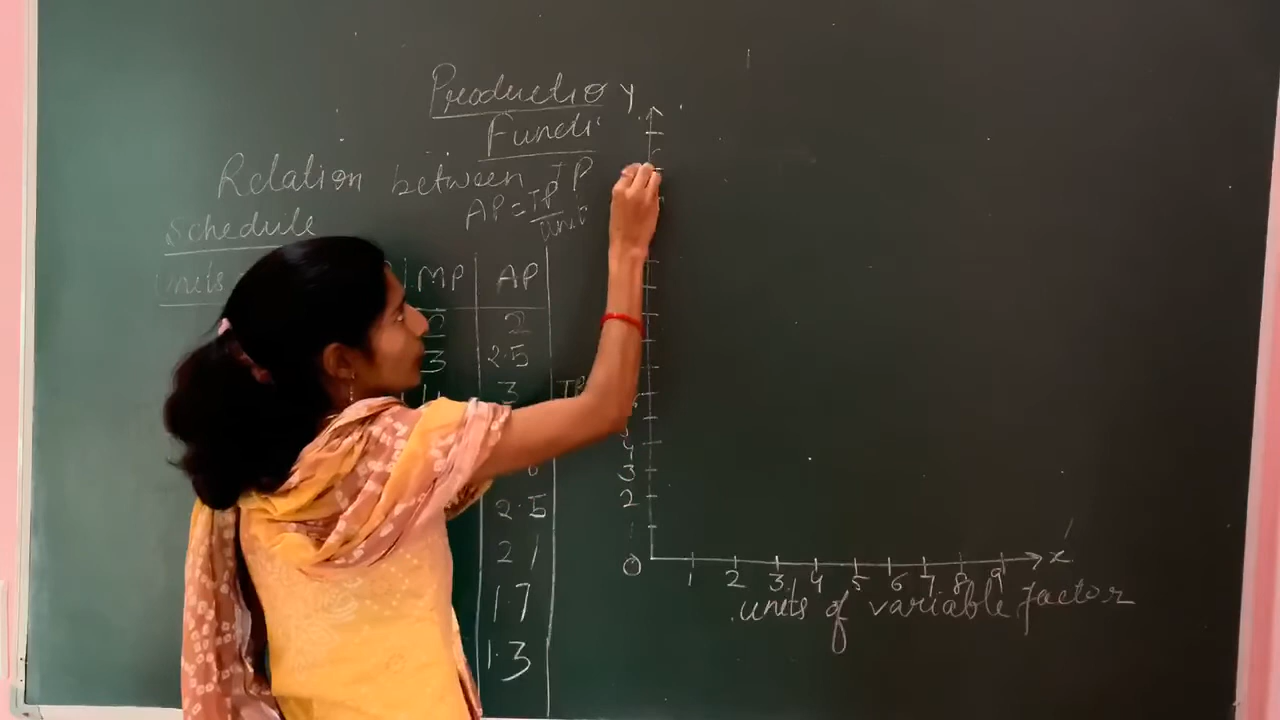 Productio
Functi
Relation between TP
AP = TP
unit
Schedule
MP | AP
2 | 2
3 | 2.5
3
TP
2.5
2.1
1.7
1.3
Y
4
3
2
1
0
1 2 3 4 5 6 7 8 9 x
units of variable factor